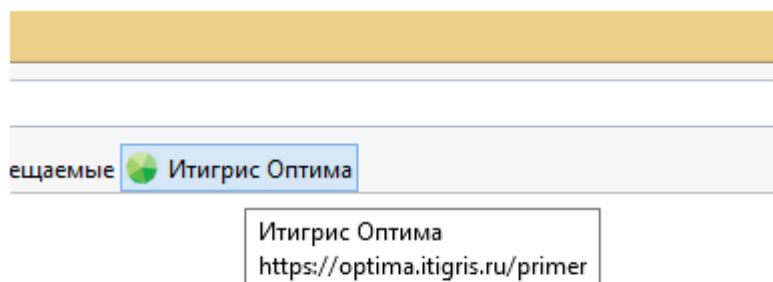 ещаемые Итигрис Оптима
Итигрис Оптима
https://optima.itigris.ru/primer